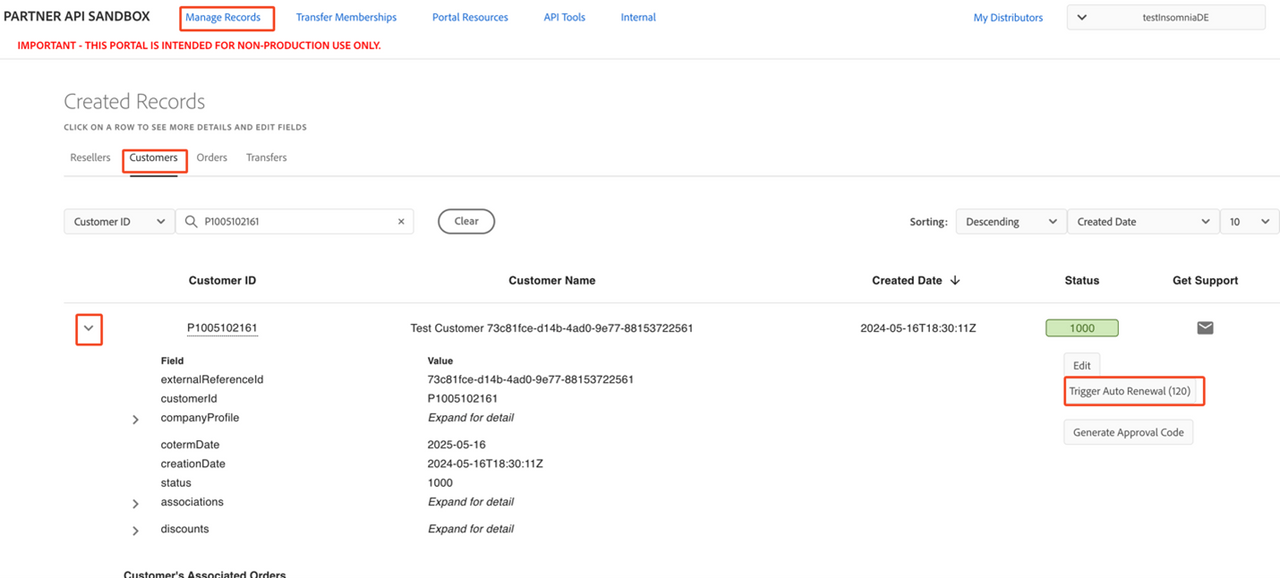 PARTNER API SANDBOX Manage Records Transfer Memberships Portal Resources API Tools Internal My Distributors testInsomniaDE
IMPORTANT - THIS PORTAL IS INTENDED FOR NON-PRODUCTION USE ONLY.
Created Records
CLICK ON A ROW TO SEE MORE DETAILS AND EDIT FIELDS
Resellers Customers Orders Transfers
Customer ID P1005102161 Clear Sorting: Descending Created Date 10
Customer ID Customer Name Created Date Status Get Support
P1005102161 Test Customer 73c81fce-d14b-4ad0-9e77-88153722561 2024-05-16T18:30:11Z 1000
Field Value Edit
externalReferenceId 73c81fce-d14b-4ad0-9e77-88153722561
customerId P1005102161 Trigger Auto Renewal (120)
companyProfile Expand for detail
Generate Approval Code
cotermDate 2025-05-16
creationDate 2024-05-16T18:30:11Z
status 1000
associations Expand for detail
discounts Expand for detail
Customer's Associated Orders